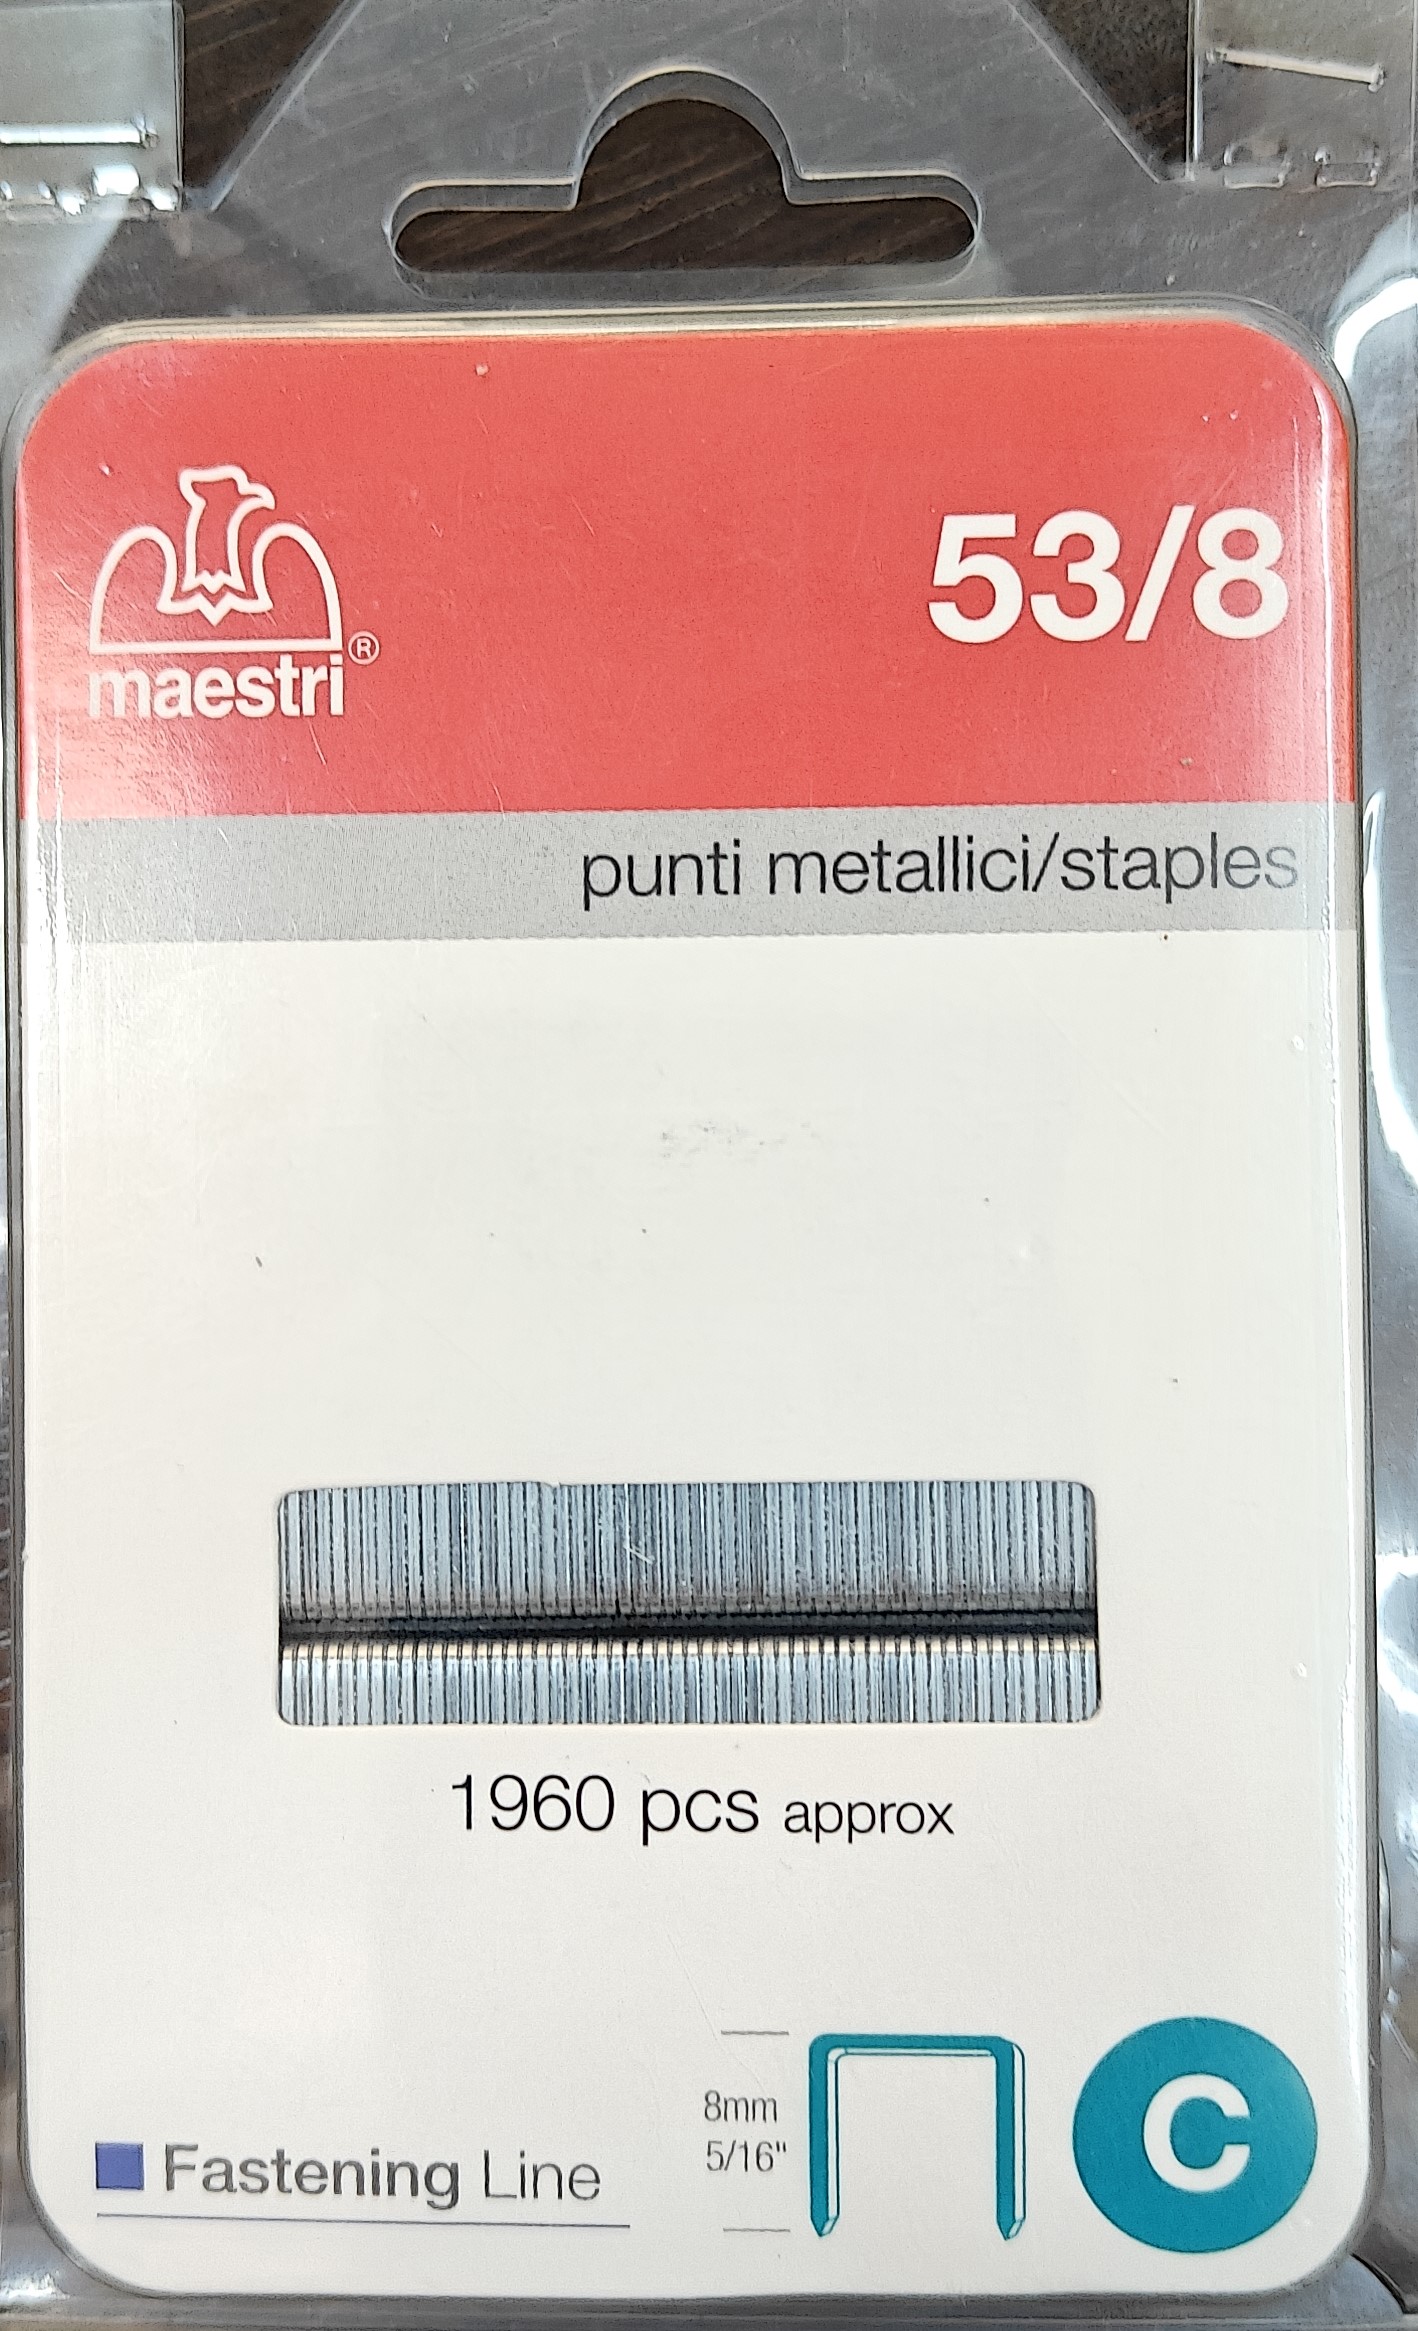 maestri®
53/8
punti metallici/staples
1960 pcs approx
8mm
5/16"
C
Fastening Line